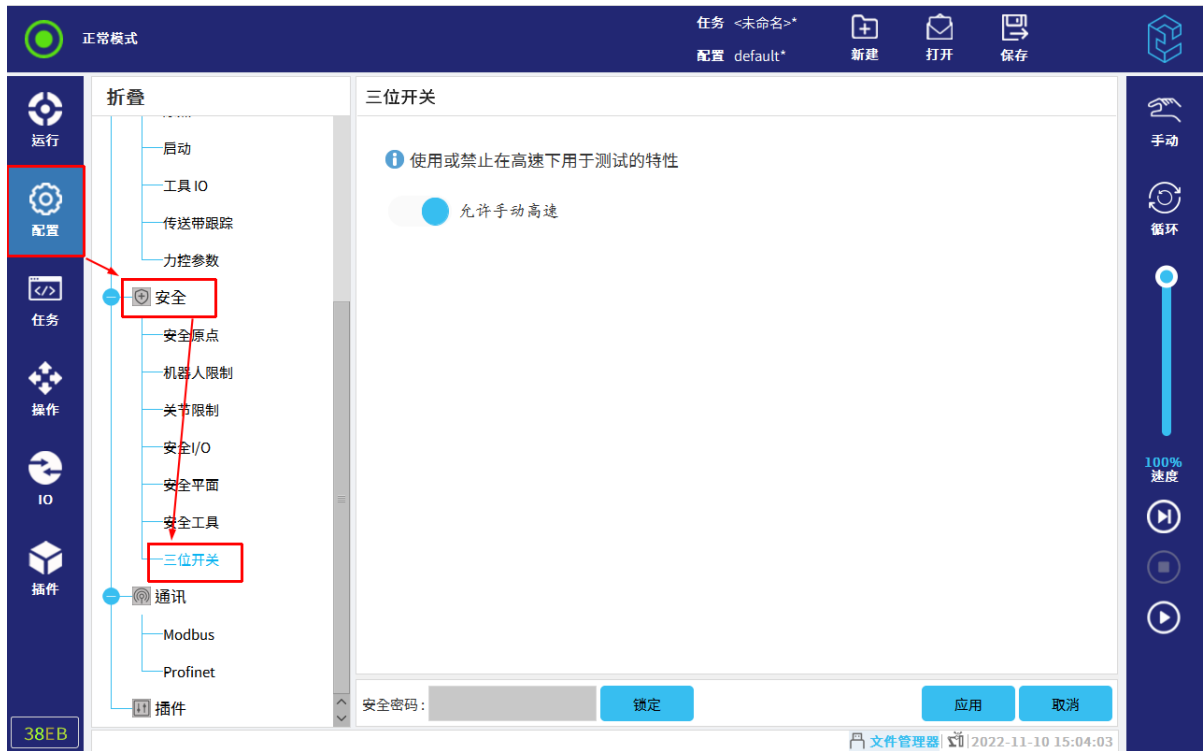 正常模式
任务 <未命名>*
配置 default*
新建
打开
保存
运行
配置
任务
操作
IO
插件
38EB
折叠
启动
工具 IO
传送带跟踪
力控参数
安全
安全原点
机器人限制
关节限制
安全I/O
安全平面
安全工具
三位开关
通讯
Modbus
Profinet
插件
三位开关
使用或禁止在高速下用于测试的特性
允许手动高速
安全密码:
锁定
应用
取消
文件管理器
2022-11-10 15:04:03
手动
循环
100%
速度